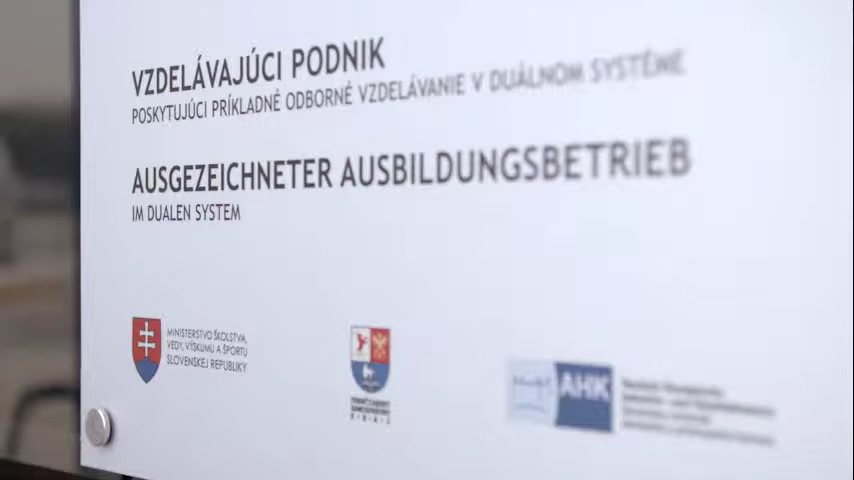 VZDELÁVAJÚCI PODNIK
POSKYTUJÚCI PRÍKLADNÉ ODBORNÉ VZDELÁVANIE V DUÁLNOM SYSTÉME
AUSGEZEICHNETER AUSBILDUNGSBETRIEB
IM DUALEN SYSTEM
MINISTERSTVO ŠKOLSTVA,
VEDY, VÝSKUMU A ŠPORTU
SLOVENSKEJ REPUBLIKY
AHK